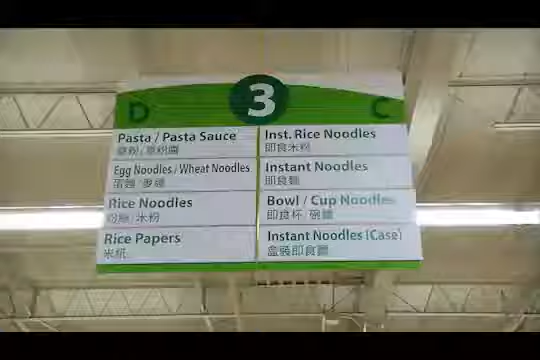 3
D
C
Pasta / Pasta Sauce
意粉/意粉醬
Egg Noodles / Wheat Noodles
蛋麵/麥麵
Rice Noodles
粉麵/米粉
Rice Papers
米紙
Inst. Rice Noodles
即食米粉
Instant Noodles
即食麵
Bowl / Cup Noodles
即食杯/碗麵
Instant Noodles (Case)
盒裝即食麵